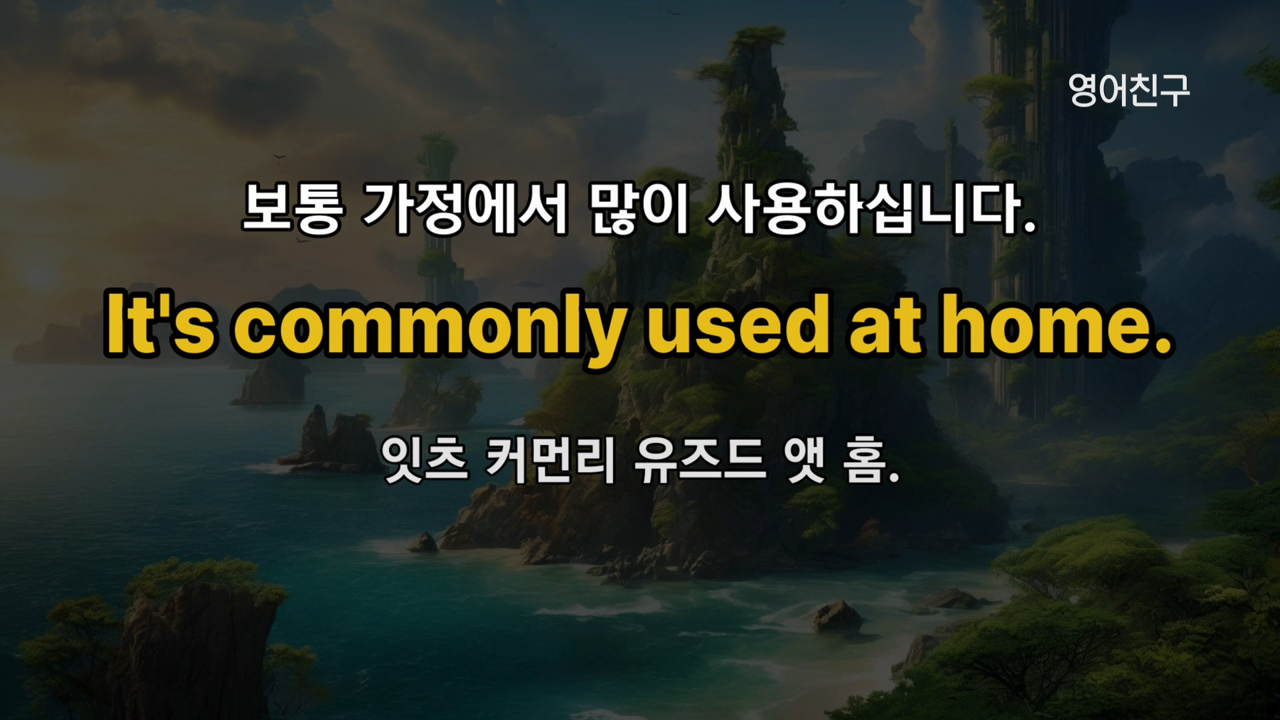 영어친구
보통 가정에서 많이 사용하십니다.
It's commonly used at home.
잇츠 커먼리 유즈드 앳 홈.